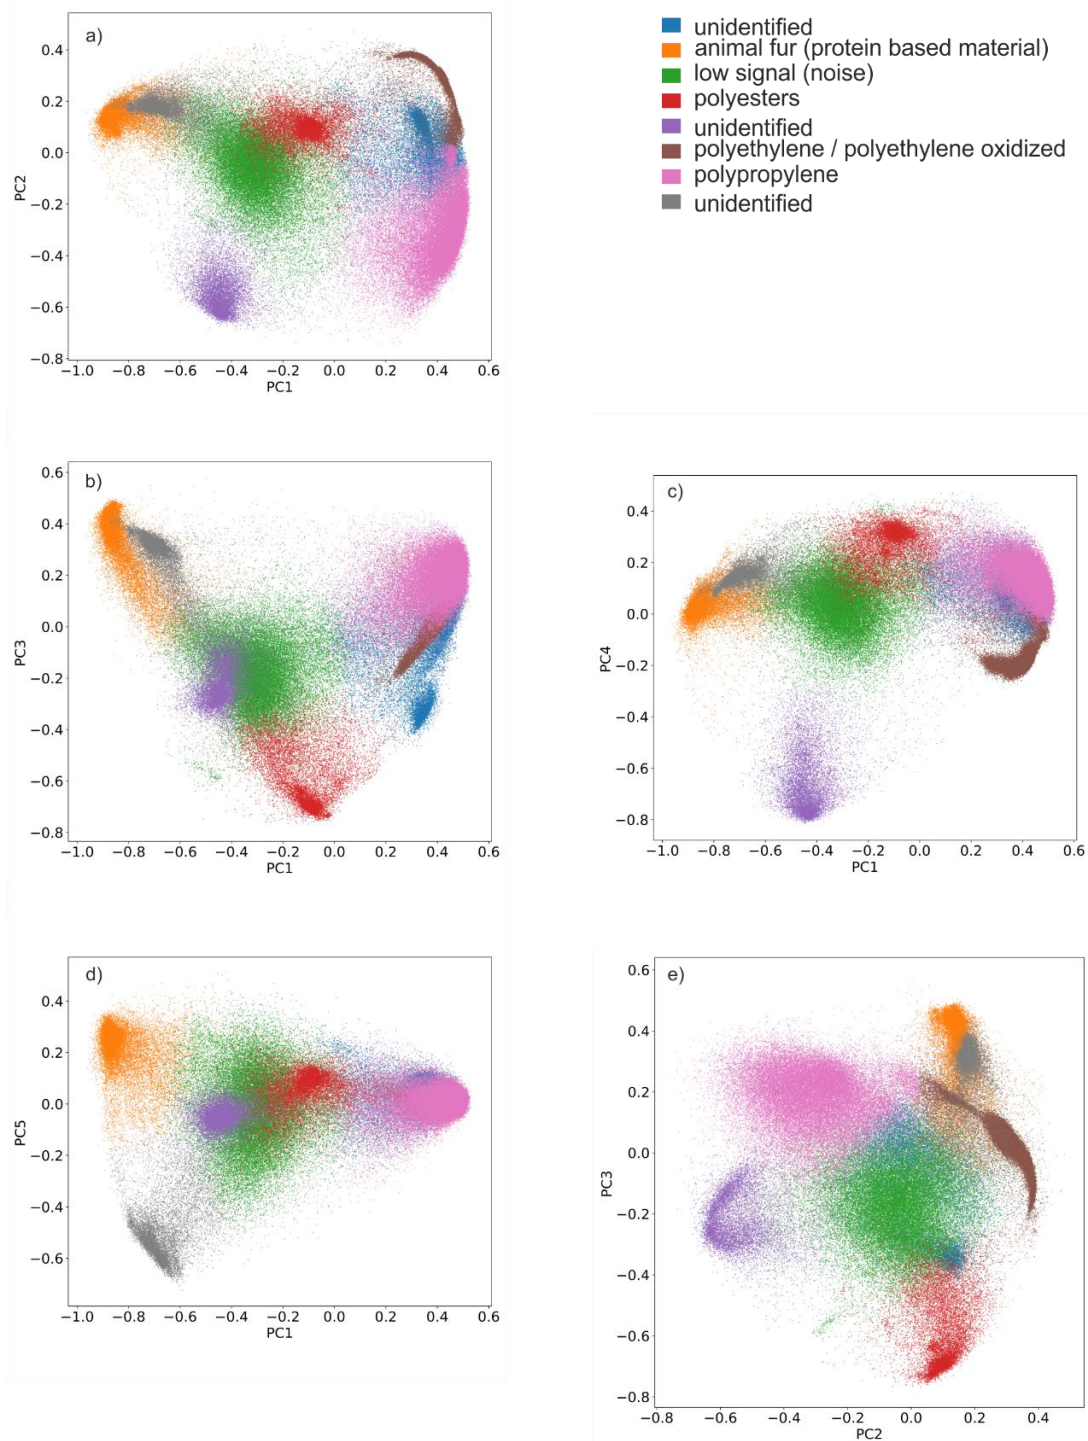 a)
0.4
0.2
0.0
−0.2
−0.4
−0.6
−0.8
PC2
−1.0 −0.8 −0.6 −0.4 −0.2 0.0 0.2 0.4 0.6
PC1
unidentified
animal fur (protein based material)
low signal (noise)
polyesters
unidentified
polyethylene / polyethylene oxidized
polypropylene
unidentified
b)
0.6
0.4
0.2
0.0
−0.2
−0.4
−0.6
−0.8
PC3
−1.0 −0.8 −0.6 −0.4 −0.2 0.0 0.2 0.4 0.6
PC1
c)
0.4
0.2
0.0
−0.2
−0.4
−0.6
−0.8
PC4
−1.0 −0.8 −0.6 −0.4 −0.2 0.0 0.2 0.4 0.6
PC1
d)
0.4
0.2
0.0
−0.2
−0.4
−0.6
PC5
−1.0 −0.8 −0.6 −0.4 −0.2 0.0 0.2 0.4 0.6
PC1
e)
0.6
0.4
0.2
0.0
−0.2
−0.4
−0.6
−0.8
PC3
−0.8 −0.6 −0.4 −0.2 0.0 0.2 0.4
PC2